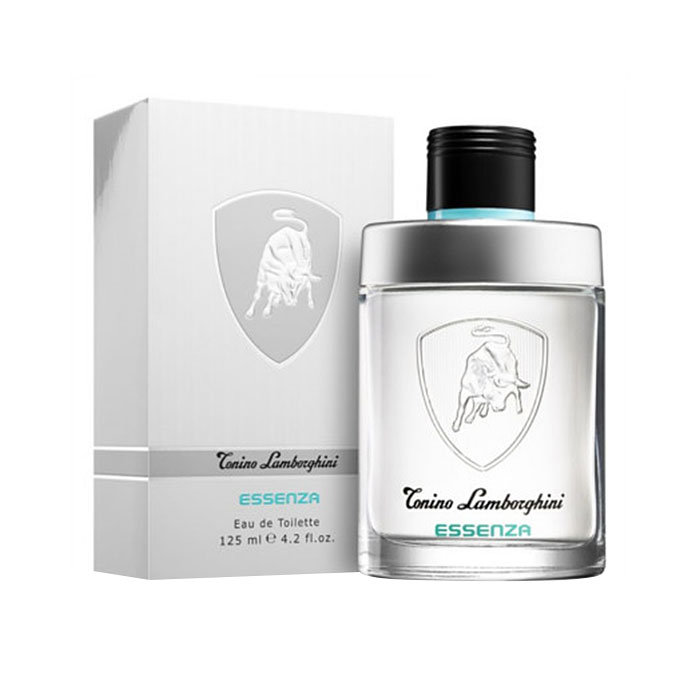 Tonino Lamborghini
ESSENZA
Eau de Toilette
125 ml ℮ 4.2 fl.oz.
Tonino Lamborghini
ESSENZA